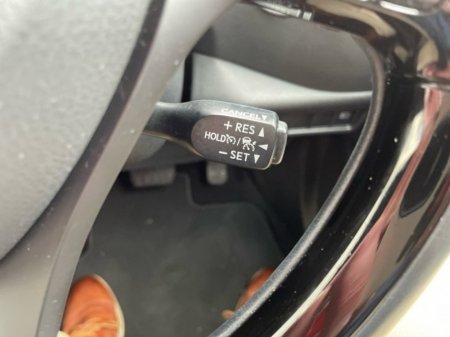 CANCEL
+ RES
HOLD /
− SET